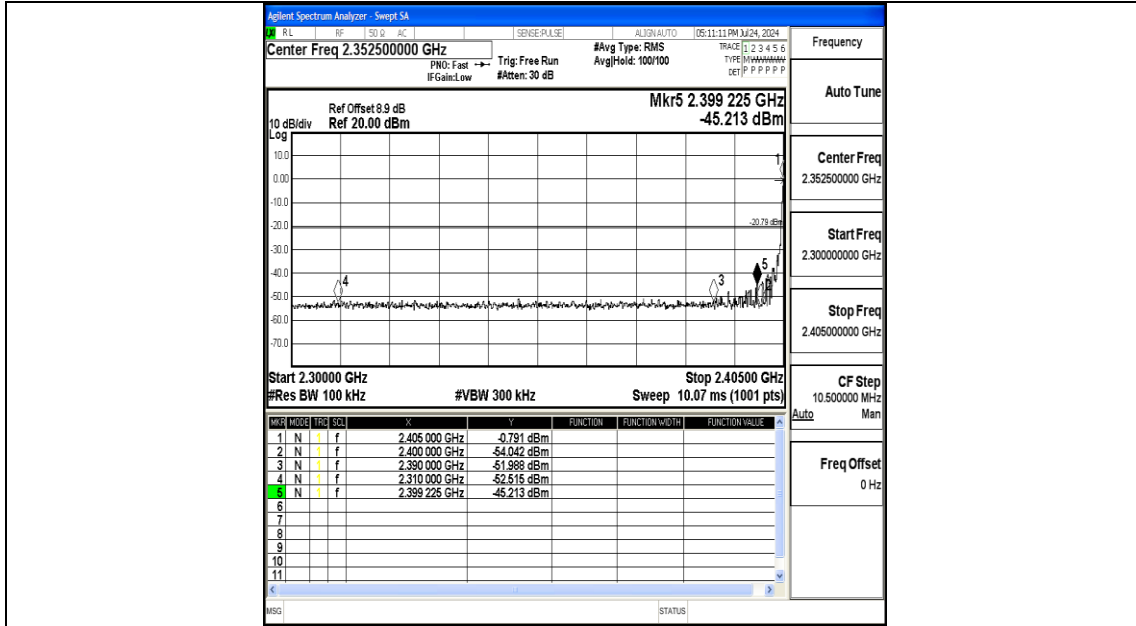 Agilent Spectrum Analyzer - Swept SA
RL RF 50 Ω AC SENSE:PULSE ALIGN AUTO 05:11:11 PM Jul 24, 2024
Center Freq 2.352500000 GHz
PNO: Fast
IFGain:Low
Trig: Free Run
#Atten: 30 dB
#Avg Type: RMS
Avg|Hold: 100/100
TRACE 1 2 3 4 5 6
TYPE
DET P P P P P P
Frequency
Auto Tune
Center Freq
2.352500000 GHz
Start Freq
2.300000000 GHz
Stop Freq
2.405000000 GHz
CF Step
10.500000 MHz
Auto Man
Freq Offset
0 Hz
Mkr5 2.399 225 GHz
-45.213 dBm
Ref Offset 8.9 dB
10 dB/div Ref 20.00 dBm
Log
10.0
0.00
-10.0
-20.0
-30.0
-40.0
-50.0
-60.0
-70.0
1
-20.79 dBm
5
3
4
2
Start 2.30000 GHz Stop 2.40500 GHz
#Res BW 100 kHz #VBW 300 kHz Sweep 10.07 ms (1001 pts)
MKR MODE TRC SCL X Y FUNCTION FUNCTION WIDTH FUNCTION VALUE
1 N 1 f 2.405 000 GHz -0.791 dBm
2 N 1 f 2.400 000 GHz -54.042 dBm
3 N 1 f 2.390 000 GHz -51.988 dBm
4 N 1 f 2.310 000 GHz -52.515 dBm
5 N 1 f 2.399 225 GHz -45.213 dBm
6
7
8
9
10
11
MSG STATUS